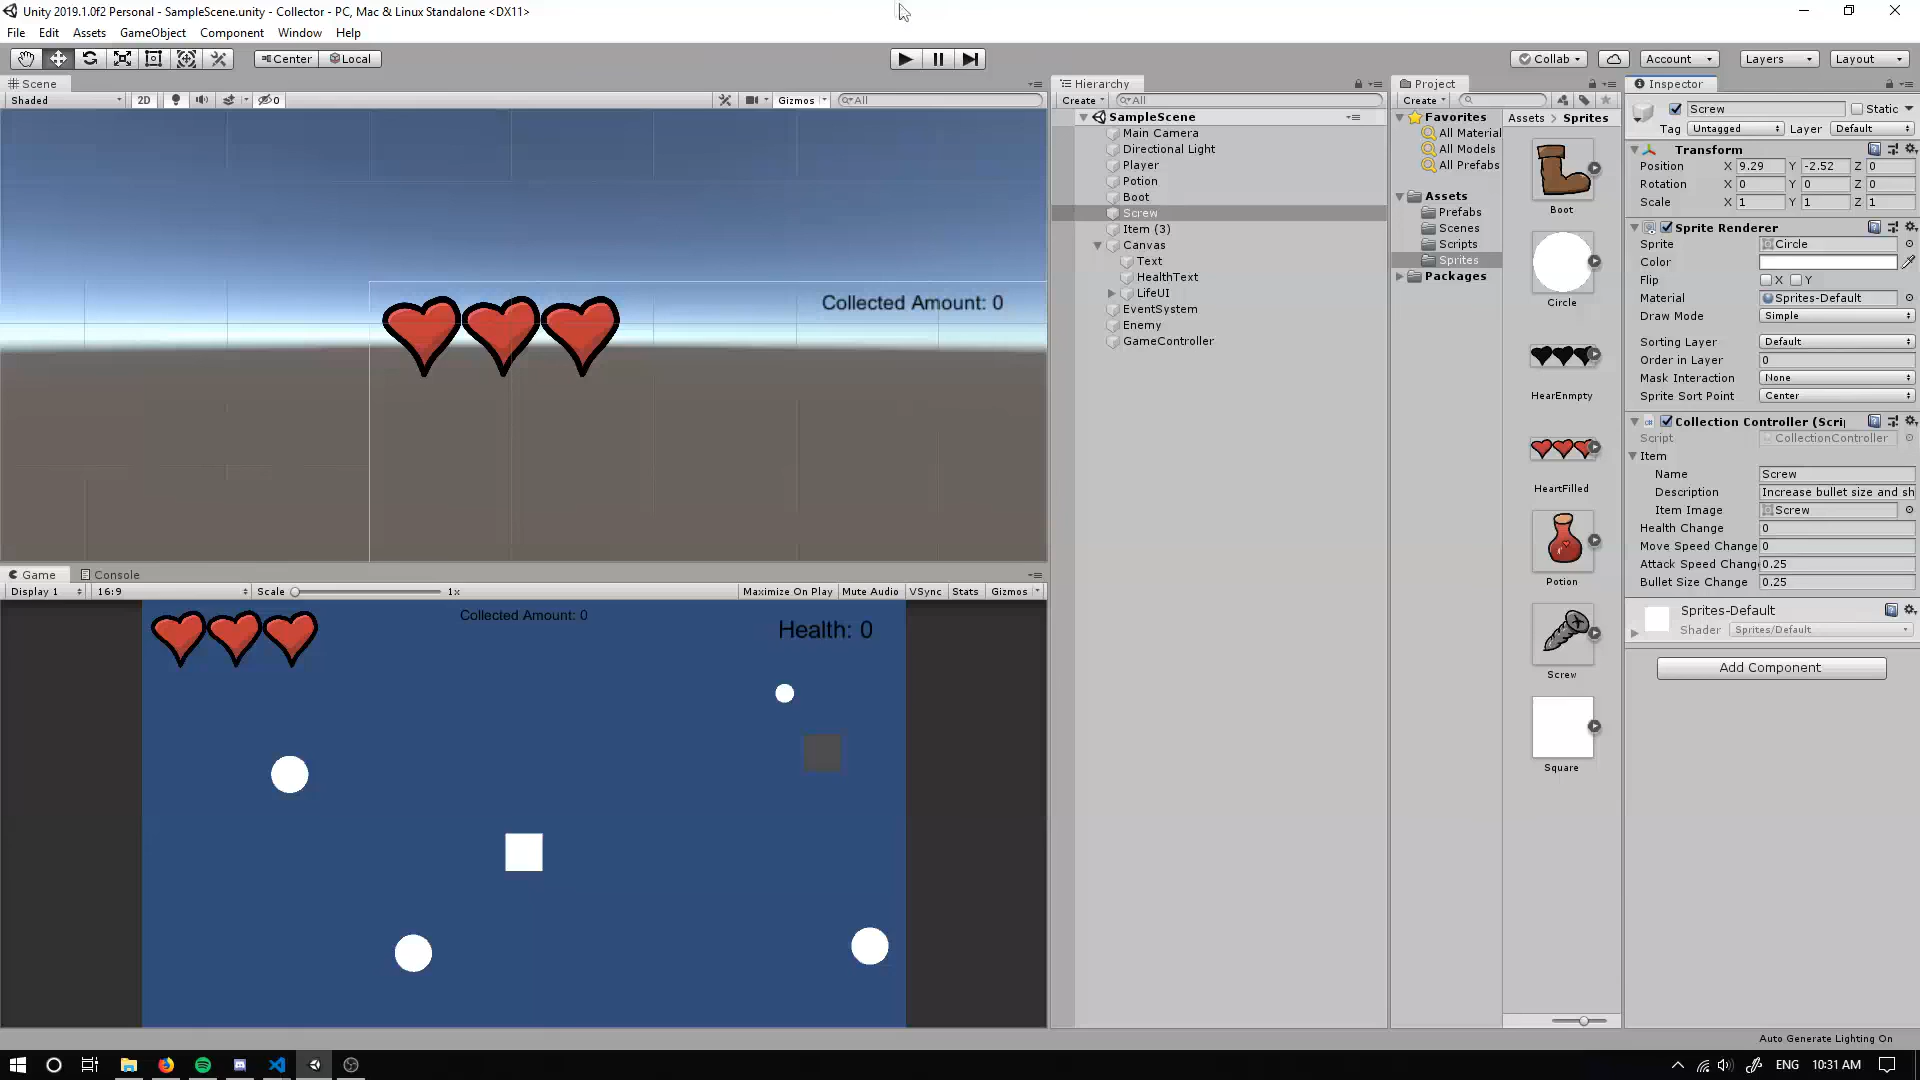 Unity 2019.1.0f2 Personal - SampleScene.unity - Collector - PC, Mac & Linux Standalone <DX11>
File Edit Assets GameObject Component Window Help
Center Local
Collab Account Layers Layout
Scene
Shaded 2D 0 Gizmos All
Collected Amount: 0
Game Console
Display 1 16:9 Scale 1x Maximize On Play Mute Audio VSync Stats Gizmos
Collected Amount: 0
Health: 0
Hierarchy
Create All
SampleScene
Main Camera
Directional Light
Player
Potion
Boot
Screw
Item (3)
Canvas
Text
HealthText
LifeUI
EventSystem
Enemy
GameController
Project
Create
Favorites
All Material
All Models
All Prefabs
Assets
Prefabs
Scenes
Scripts
Sprites
Packages
Assets > Sprites
Boot
Circle
HearEnmpty
HeartFilled
Potion
Screw
Square
Inspector
Screw Static
Tag Untagged Layer Default
Transform
Position X 9.29 Y -2.52 Z 0
Rotation X 0 Y 0 Z 0
Scale X 1 Y 1 Z 1
Sprite Renderer
Sprite Circle
Color
Flip X Y
Material Sprites-Default
Draw Mode Simple
Sorting Layer Default
Order in Layer 0
Mask Interaction None
Sprite Sort Point Center
Collection Controller (Scri
Script CollectionController
Item
Name Screw
Description Increase bullet size and sh
Item Image Screw
Health Change 0
Move Speed Change 0
Attack Speed Chang 0.25
Bullet Size Change 0.25
Sprites-Default
Shader Sprites/Default
Add Component
Auto Generate Lighting On
ENG 10:31 AM